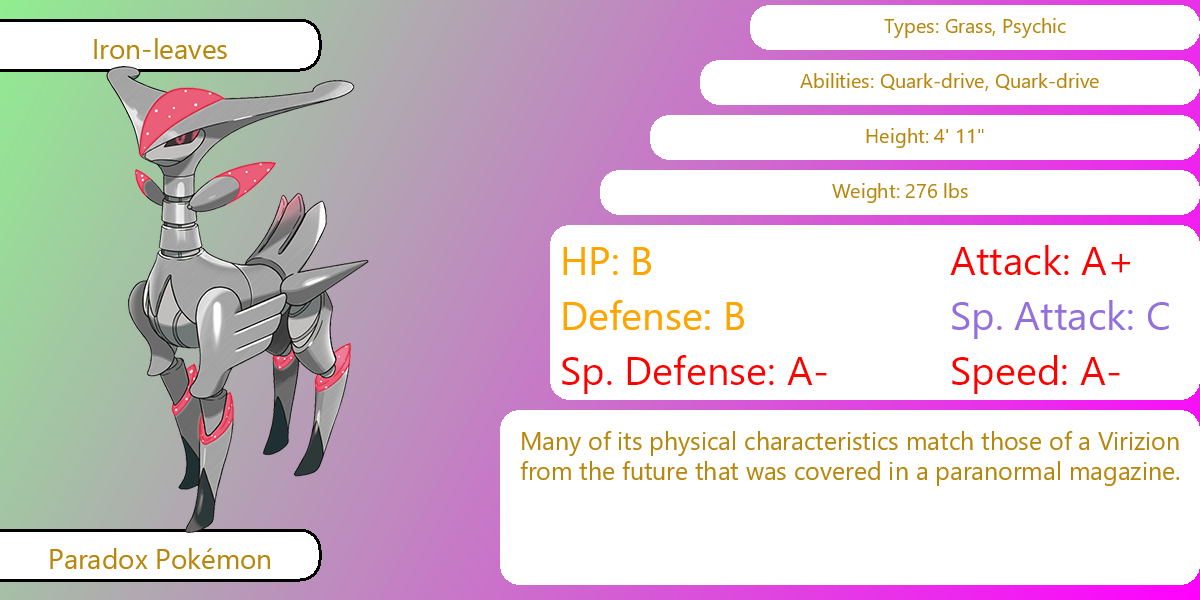 Iron-leaves
Paradox Pokémon
Types: Grass, Psychic
Abilities: Quark-drive, Quark-drive
Height: 4' 11"
Weight: 276 lbs
HP: B
Attack: A+
Defense: B
Sp. Attack: C
Sp. Defense: A-
Speed: A-
Many of its physical characteristics match those of a Virizion
from the future that was covered in a paranormal magazine.